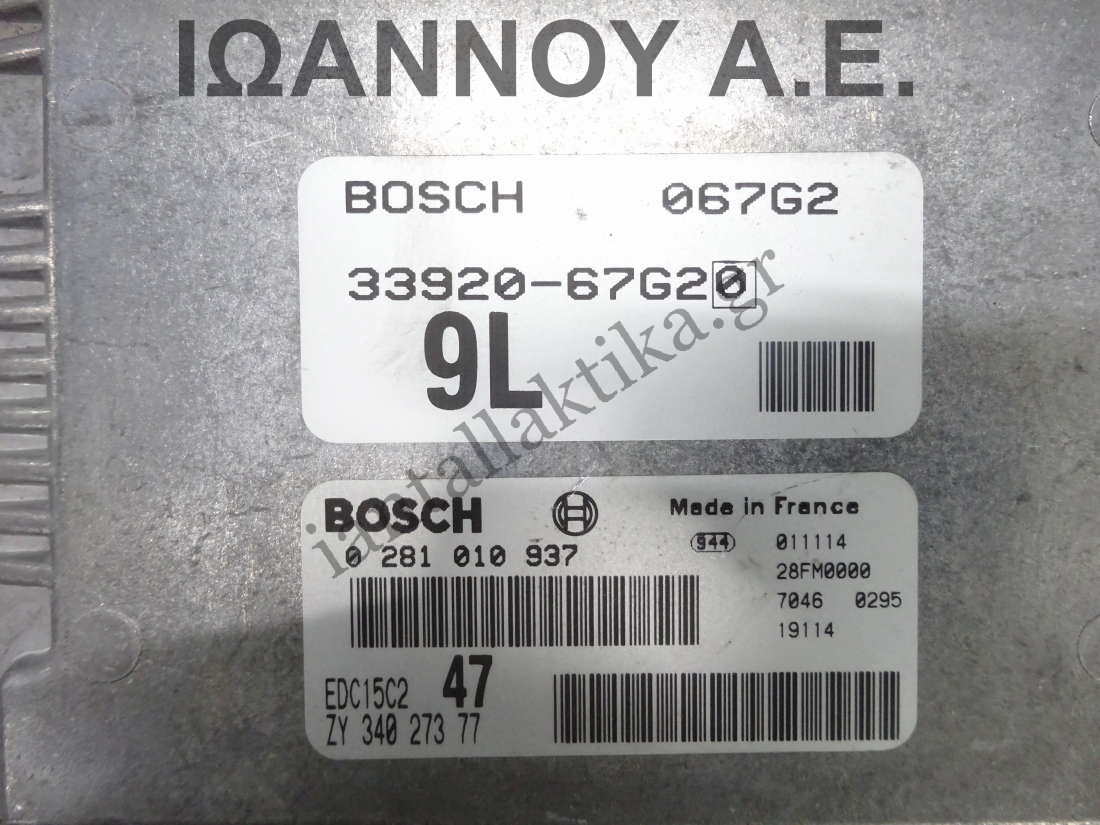 ΙΩΑΝΝΟΥ Α.Ε.
BOSCH 067G2
33920-67G20
9L
iantallaktika.gr
BOSCH Made in France
0 281 010 937
944 011114
28FM0000
7046 0295
19114
47
EDC15C2
ZY 340 273 77